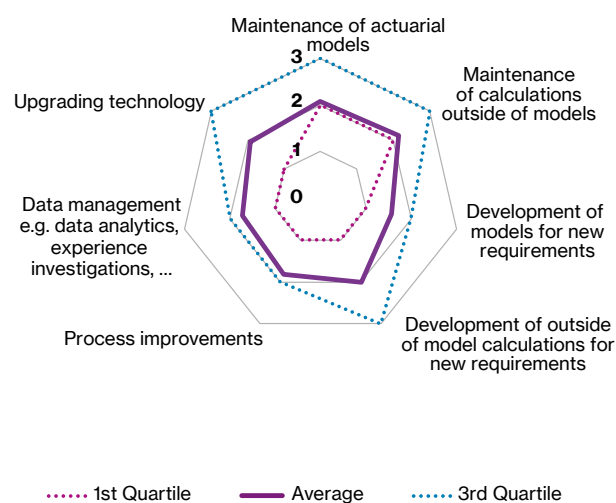 Maintenance of actuarial
models
3
2
1
0
Maintenance
of calculations
outside of models
Upgrading technology
Data management
e.g. data analytics,
experience
investigations, ...
Development of
models for new
requirements
Process improvements
Development of outside
of model calculations for
new requirements
1st Quartile
Average
3rd Quartile